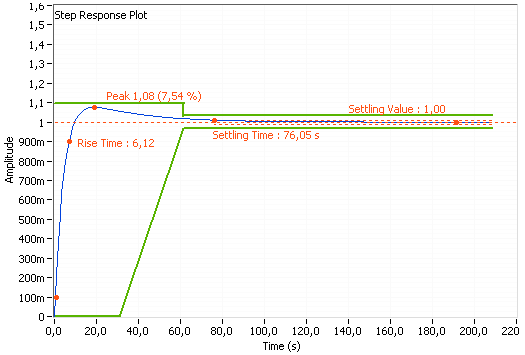 Step Response Plot
1,6
1,5
1,4
1,3
1,2
1,1
1
900m
800m
700m
600m
500m
400m
300m
200m
100m
0
Amplitude
Peak 1,08 (7,54 %)
Settling Value : 1,00
Rise Time : 6,12
Settling Time : 76,05 s
0,0 20,0 40,0 60,0 80,0 100,0 120,0 140,0 160,0 180,0 200,0 220
Time (s)